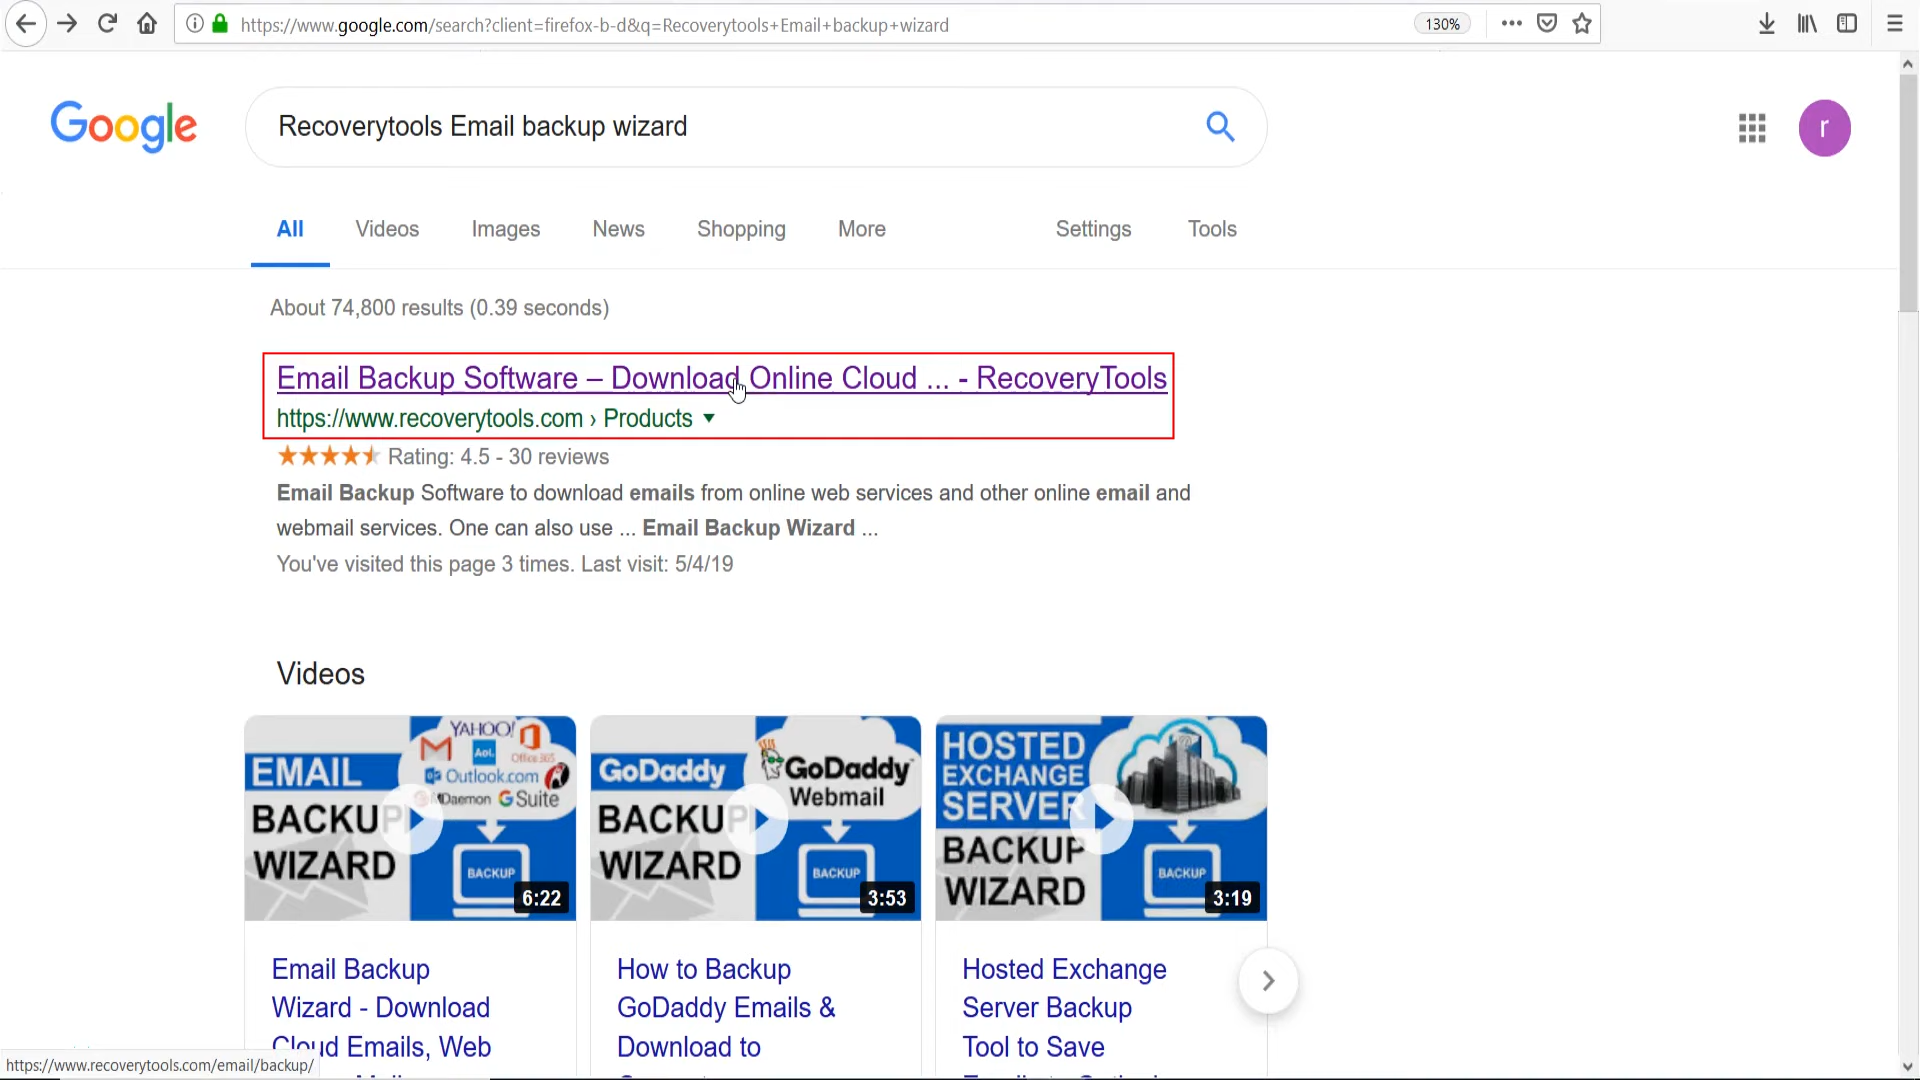 https://www.google.com/search?client=firefox-b-d&q=Recoverytools+Email+backup+wizard
130%
Google
Recoverytools Email backup wizard
r
All Videos Images News Shopping More Settings Tools
About 74,800 results (0.39 seconds)
Email Backup Software – Download Online Cloud ... - RecoveryTools
https://www.recoverytools.com › Products
Rating: 4.5 - 30 reviews
Email Backup Software to download emails from online web services and other online email and
webmail services. One can also use ... Email Backup Wizard ...
You've visited this page 3 times. Last visit: 5/4/19
Videos
YAHOO!
Aol.
Office 365
Outlook.com
MDaemon G Suite
EMAIL
BACKUP
WIZARD
BACKUP
6:22
GoDaddy
BACKUP
WIZARD
GoDaddy
Webmail
BACKUP
3:53
HOSTED
EXCHANGE
SERVER
BACKUP
WIZARD
BACKUP
3:19
Email Backup
Wizard - Download
Cloud Emails, Web
How to Backup
GoDaddy Emails &
Download to
Hosted Exchange
Server Backup
Tool to Save
https://www.recoverytools.com/email/backup/